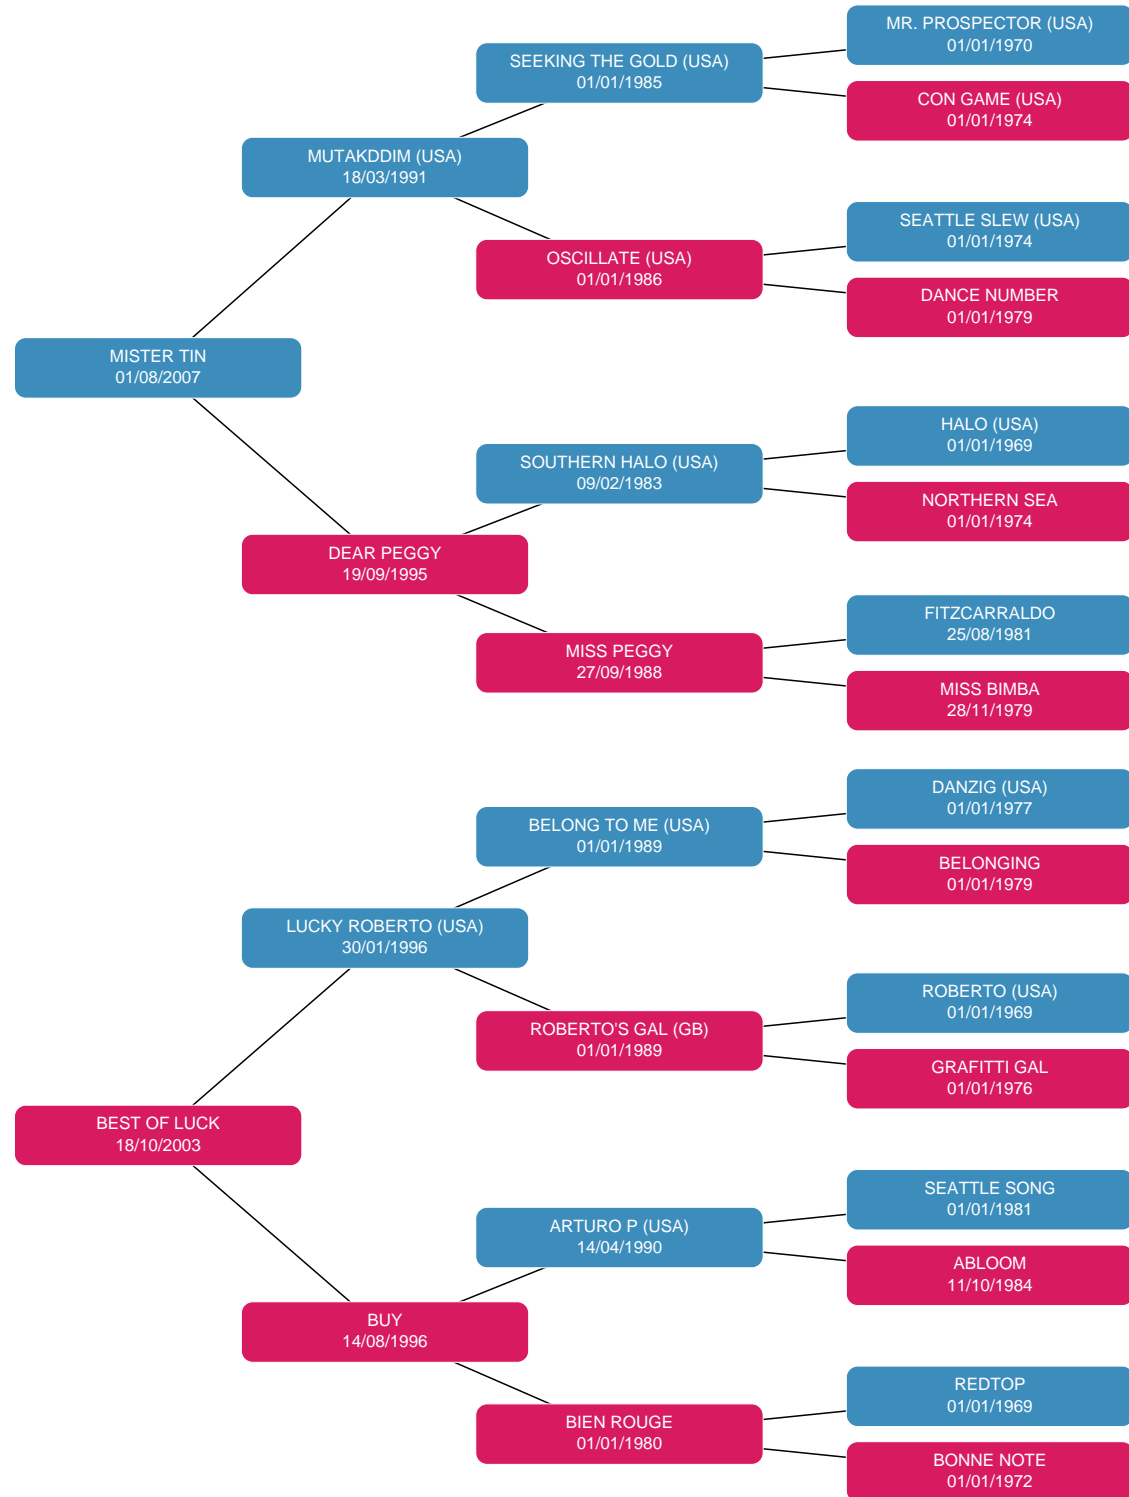 MR. PROSPECTOR (USA)
01/01/1970
SEEKING THE GOLD (USA)
01/01/1985
CON GAME (USA)
01/01/1974
MUTAKDDIM (USA)
18/03/1991
SEATTLE SLEW (USA)
01/01/1974
OSCILLATE (USA)
01/01/1986
DANCE NUMBER
01/01/1979
MISTER TIN
01/08/2007
HALO (USA)
01/01/1969
SOUTHERN HALO (USA)
09/02/1983
NORTHERN SEA
01/01/1974
DEAR PEGGY
19/09/1995
FITZCARRALDO
25/08/1981
MISS PEGGY
27/09/1988
MISS BIMBA
28/11/1979
DANZIG (USA)
01/01/1977
BELONG TO ME (USA)
01/01/1989
BELONGING
01/01/1979
LUCKY ROBERTO (USA)
30/01/1996
ROBERTO (USA)
01/01/1969
ROBERTO'S GAL (GB)
01/01/1989
GRAFITTI GAL
01/01/1976
BEST OF LUCK
18/10/2003
SEATTLE SONG
01/01/1981
ARTURO P (USA)
14/04/1990
ABLOOM
11/10/1984
BUY
14/08/1996
REDTOP
01/01/1969
BIEN ROUGE
01/01/1980
BONNE NOTE
01/01/1972